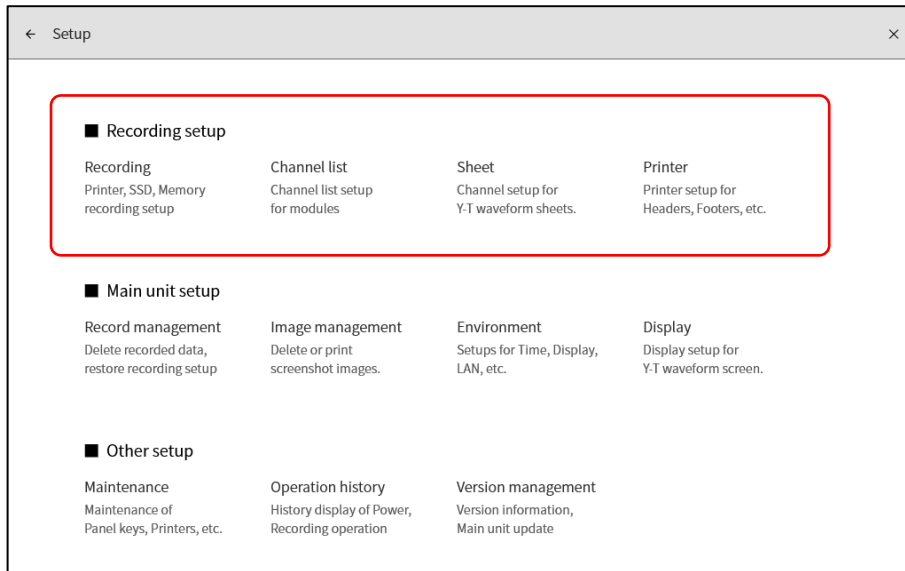 ← Setup ×
■ Recording setup
Recording
Printer, SSD, Memory
recording setup
Channel list
Channel list setup
for modules
Sheet
Channel setup for
Y-T waveform sheets.
Printer
Printer setup for
Headers, Footers, etc.
■ Main unit setup
Record management
Delete recorded data,
restore recording setup
Image management
Delete or print
screenshot images.
Environment
Setups for Time, Display,
LAN, etc.
Display
Display setup for
Y-T waveform screen.
■ Other setup
Maintenance
Maintenance of
Panel keys, Printers, etc.
Operation history
History display of Power,
Recording operation
Version management
Version information,
Main unit update